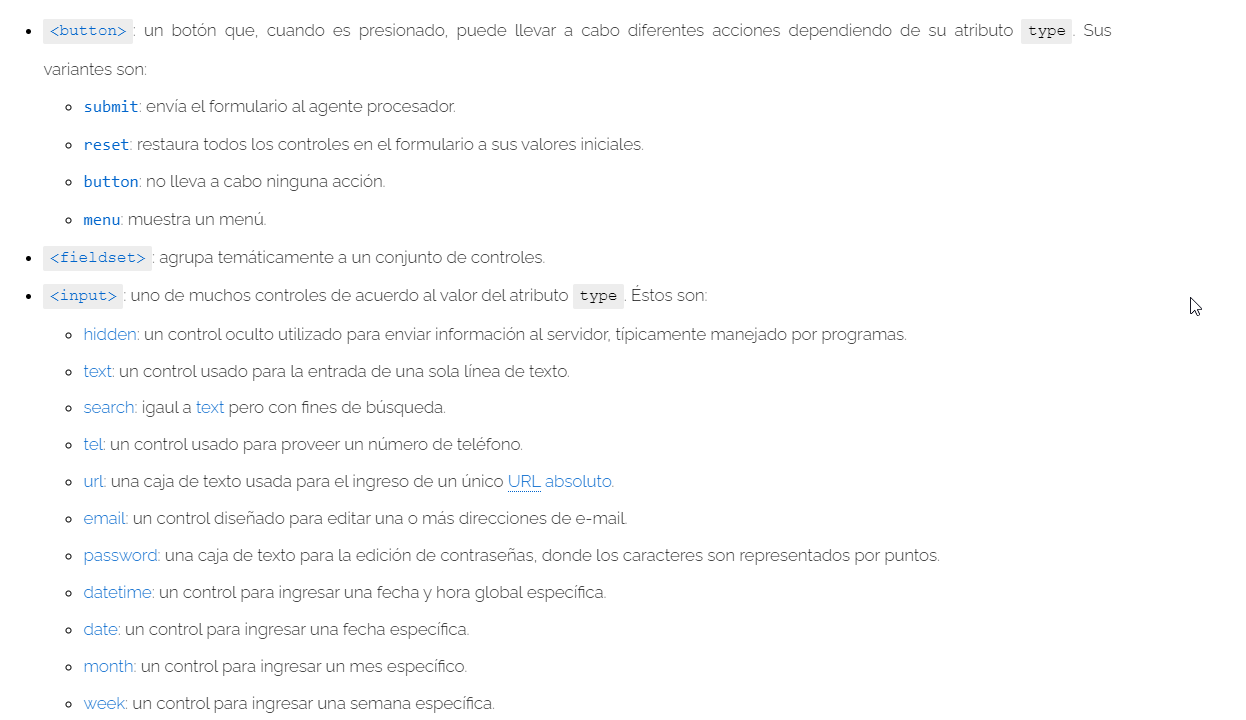 <button>: un botón que, cuando es presionado, puede llevar a cabo diferentes acciones dependiendo de su atributo type. Sus
variantes son:
submit: envía el formulario al agente procesador.
reset: restaura todos los controles en el formulario a sus valores iniciales.
button: no lleva a cabo ninguna acción.
menu: muestra un menú.
<fieldset>: agrupa temáticamente a un conjunto de controles.
<input>: uno de muchos controles de acuerdo al valor del atributo type. Éstos son:
hidden: un control oculto utilizado para enviar información al servidor, típicamente manejado por programas.
text: un control usado para la entrada de una sola línea de texto.
search: igaul a text pero con fines de búsqueda.
tel: un control usado para proveer un número de teléfono.
url: una caja de texto usada para el ingreso de un único URL absoluto.
email: un control diseñado para editar una o más direcciones de e-mail.
password: una caja de texto para la edición de contraseñas, donde los caracteres son representados por puntos.
datetime: un control para ingresar una fecha y hora global específica.
date: un control para ingresar una fecha específica.
month: un control para ingresar un mes específico.
week: un control para ingresar una semana específica.